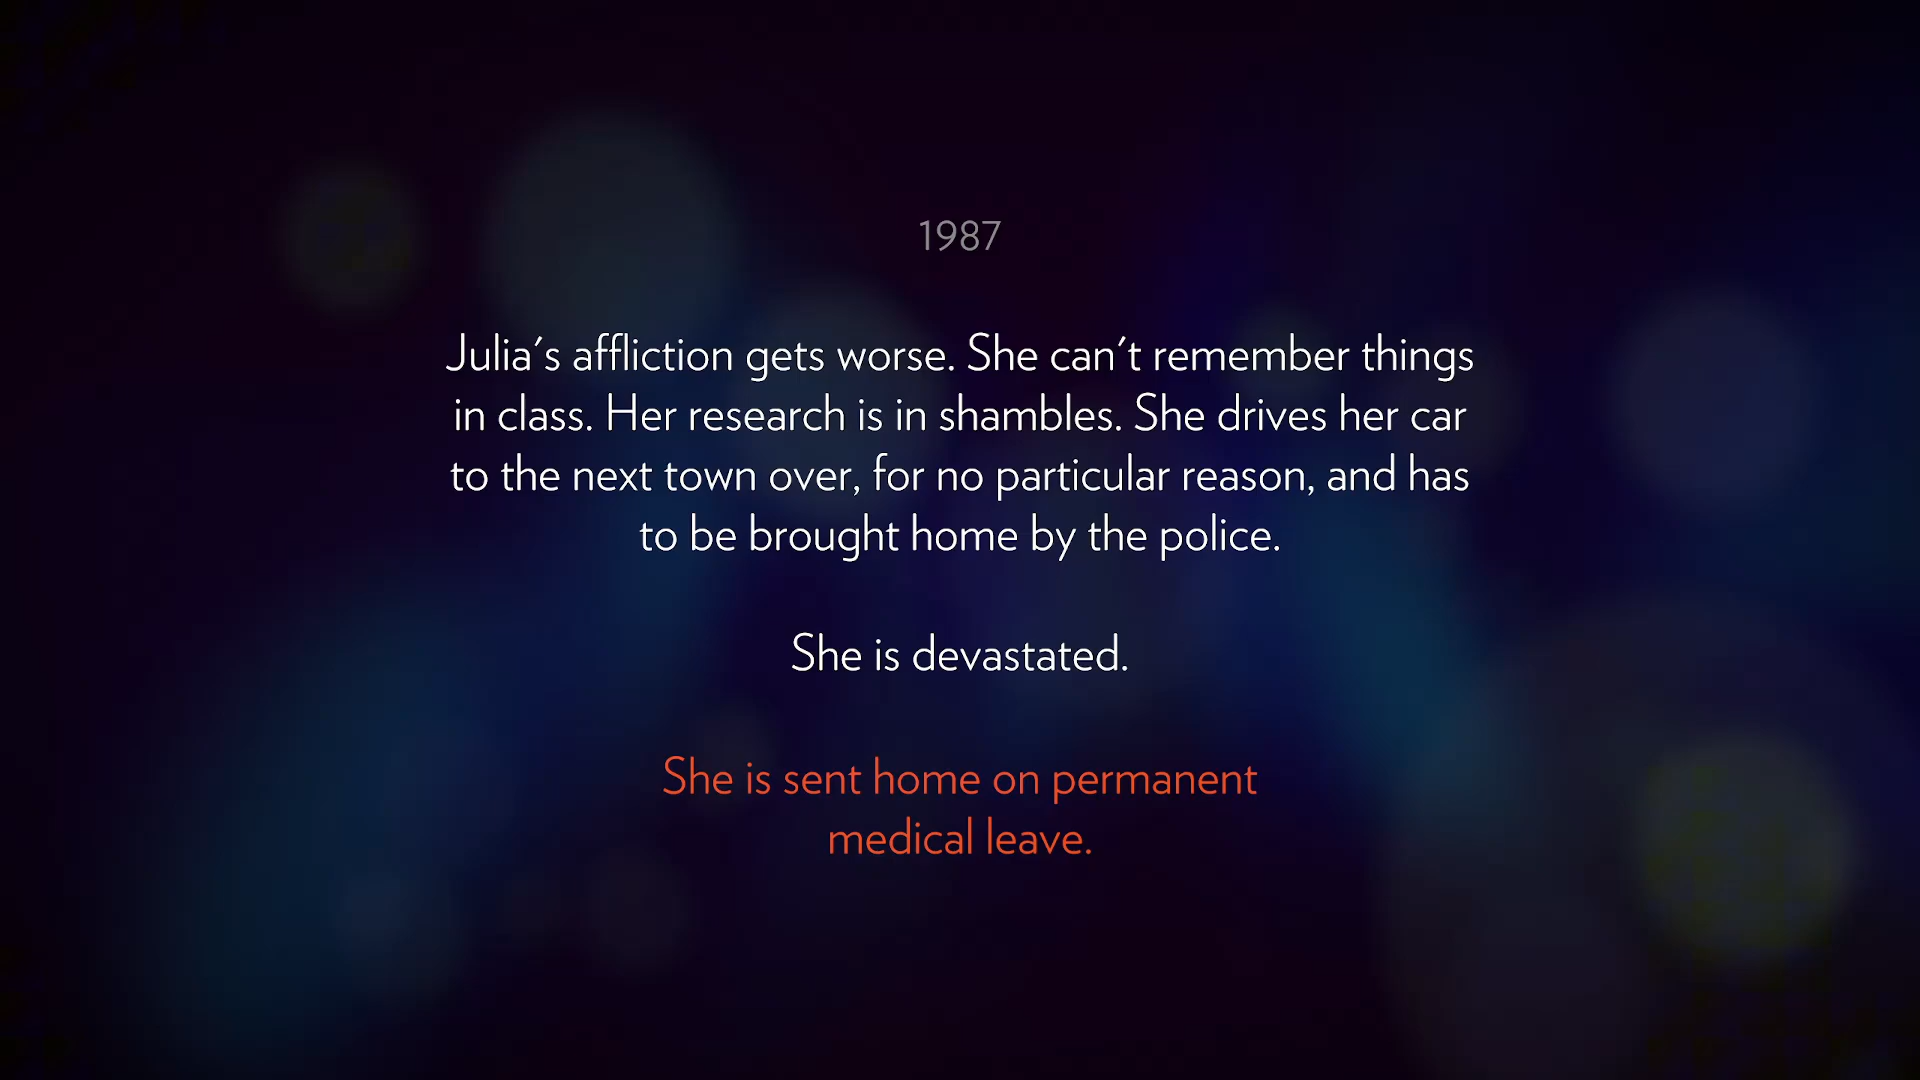 1987
Julia's affliction gets worse. She can't remember things
in class. Her research is in shambles. She drives her car
to the next town over, for no particular reason, and has
to be brought home by the police.
She is devastated.
She is sent home on permanent
medical leave.